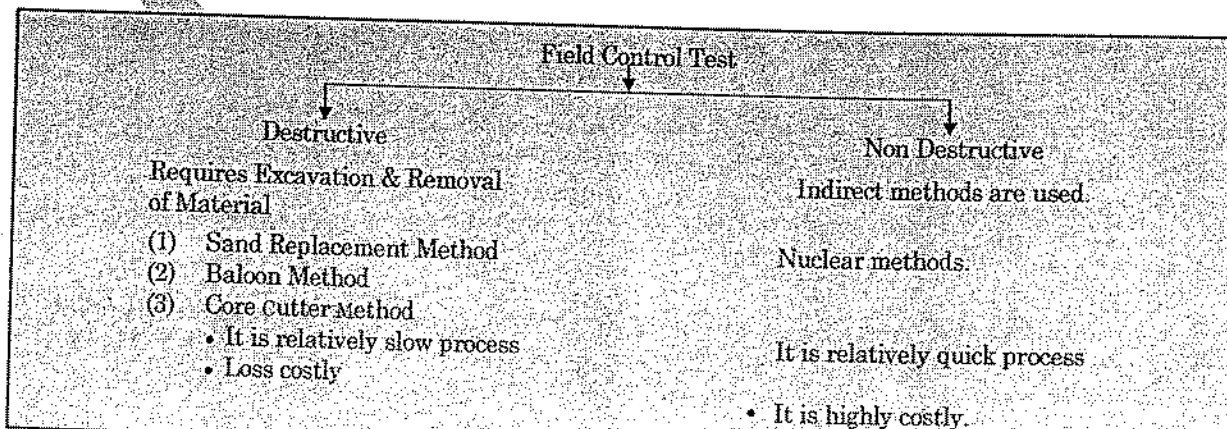 Field Control Test
Destructive
Requires Excavation & Removal
of Material
(1) Sand Replacement Method
(2) Baloon Method
(3) Core Cutter Method
• It is relatively slow process
• Loss costly
Non Destructive
Indirect methods are used.
Nuclear methods.
It is relatively quick process
• It is highly costly.